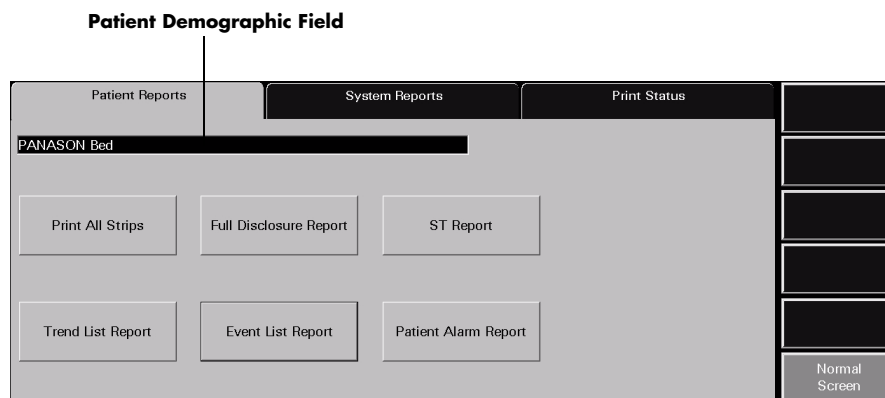 Patient Demographic Field
Patient Reports
System Reports
Print Status
PANASON Bed
Print All Strips
Full Disclosure Report
ST Report
Trend List Report
Event List Report
Patient Alarm Report
Normal
Screen